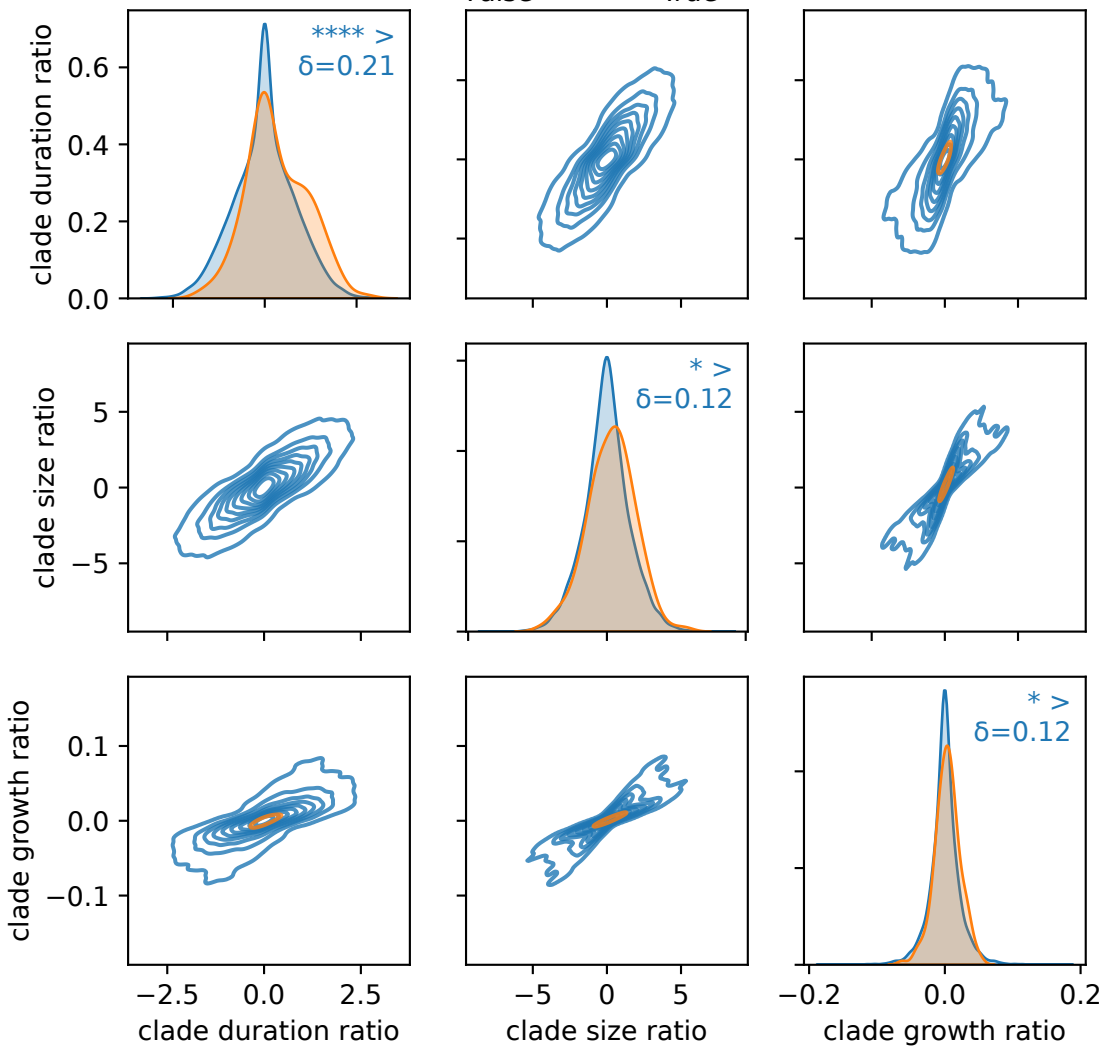 clade duration ratio
0.6
0.4
0.2
0.0
**** >
δ=0.21
clade size ratio
5
0
−5
* >
δ=0.12
clade growth ratio
0.1
0.0
−0.1
* >
δ=0.12
−2.5 0.0 2.5
−5 0 5
−0.2 0.0 0.2
clade duration ratio
clade size ratio
clade growth ratio